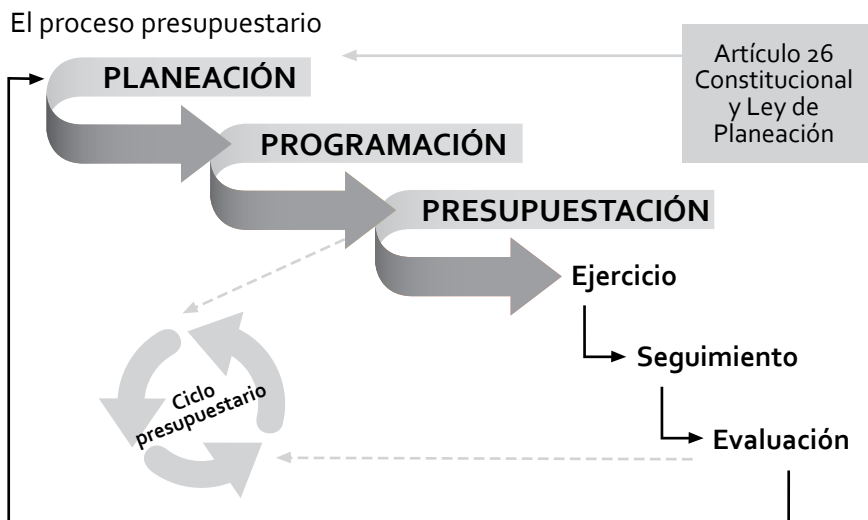 El proceso presupuestario
PLANEACIÓN
Artículo 26
Constitucional
y Ley de
Planeación
PROGRAMACIÓN
PRESUPUESTACIÓN
Ejercicio
Seguimiento
Ciclo
presupuestario
Evaluación